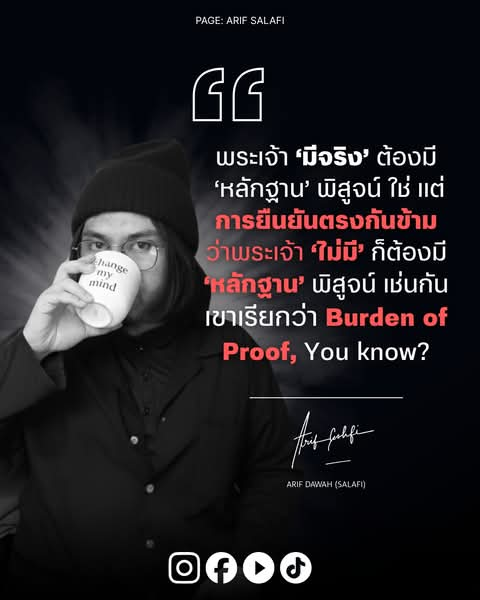 PAGE: ARIF SALAFI
พระเจ้า ‘มีจริง’ ต้องมี
‘หลักฐาน’ พิสูจน์ ใช่ แต่
การยืนยันตรงกันข้าม
ว่าพระเจ้า ‘ไม่มี’ ก็ต้องมี
‘หลักฐาน’ พิสูจน์ เช่นกัน
เขาเรียกว่า Burden of
Proof, You know?
change
my
mind
Arif Salafi
ARIF DAWAH (SALAFI)